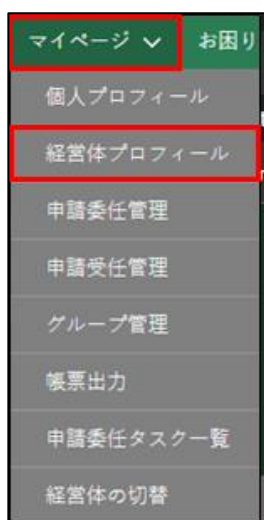 マイページ お困り
個人プロフィール
経営体プロフィール
申請委任管理
申請受任管理
グループ管理
帳票出力
申請委任タスク一覧
経営体の切替